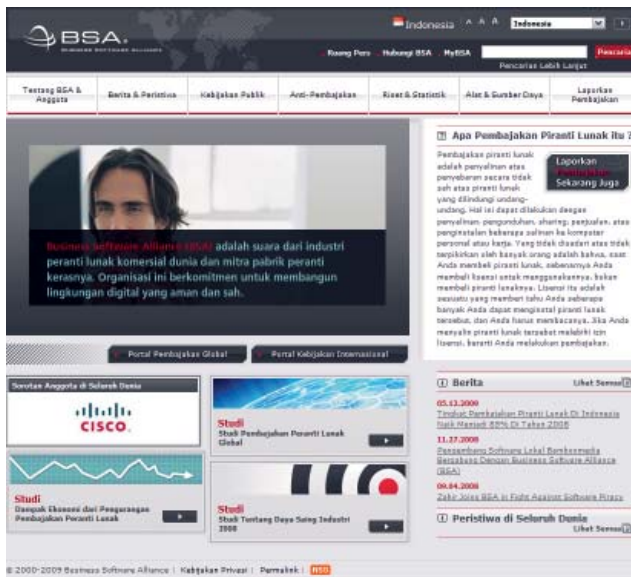 BSA®
BUSINESS SOFTWARE ALLIANCE
Indonesia A A A Indonesia
Ruang Pers Hubungi BSA MyBSA Pencarian
Pencarian Lebih Lanjut
Tentang BSA & Anggota
Berita & Peristiwa
Kebijakan Publik
Anti-Pembajakan
Riset & Statistik
Alat & Sumber Daya
Laporkan Pembajakan
Business Software Alliance (BSA) adalah suara dari industri
peranti lunak komersial dunia dan mitra pabrik peranti
kerasnya. Organisasi ini berkomitmen untuk membangun
lingkungan digital yang aman dan sah.
Portal Pembajakan Global
Portal Kebijakan Internasional
Apa Pembajakan Piranti Lunak itu ?
Pembajakan piranti lunak
adalah penyalinan atau
penyebaran secara tidak
sah atas piranti lunak
yang dilindungi undang-
undang. Hal ini dapat dilakukan dengan
penyalinan, pengunduhan, sharing, penjualan, atau
penginstalan beberapa salinan ke komputer
personal atau kerja. Yang tidak disadari atau tidak
terpikirkan oleh banyak orang adalah bahwa, saat
Anda membeli piranti lunak, sebenarnya Anda
membeli lisensi untuk menggunakannya, bukan
membeli piranti lunaknya. Lisensi itu adalah
sesuatu yang memberi tahu Anda seberapa
banyak Anda dapat menginstal piranti lunak
tersebut, dan Anda harus membacanya. Jika Anda
menyalin piranti lunak tersebut melebihi izin
lisensi, berarti Anda melakukan pembajakan.
Laporkan
Pembajakan
Sekarang Juga
Sorotan Anggota di Seluruh Dunia
CISCO.
Studi
Studi Pembajakan Peranti Lunak
Global
Studi
Dampak Ekonomi dari Pengurangan
Pembajakan Peranti
Lunak
Studi
Studi Tentang Daya Saing Industri
2008
Berita Lihat Semua
05.12.2009
Tingkat Pembajakan Piranti Lunak Di Indonesia
Naik Menjadi 85% Di Tahun
2008
11.27.2008
Pengembang Software Lokal Bamboomedia
Bergabung Dengan Business Software Alliance
(BSA)
09.04.2008
Zahir Joins BSA in Fight Against Software Piracy
Peristiwa di Seluruh Dunia
Lihat Semua
© 2000-2009 Business Software Alliance | Kebijakan Privasi | Permalink | RSS